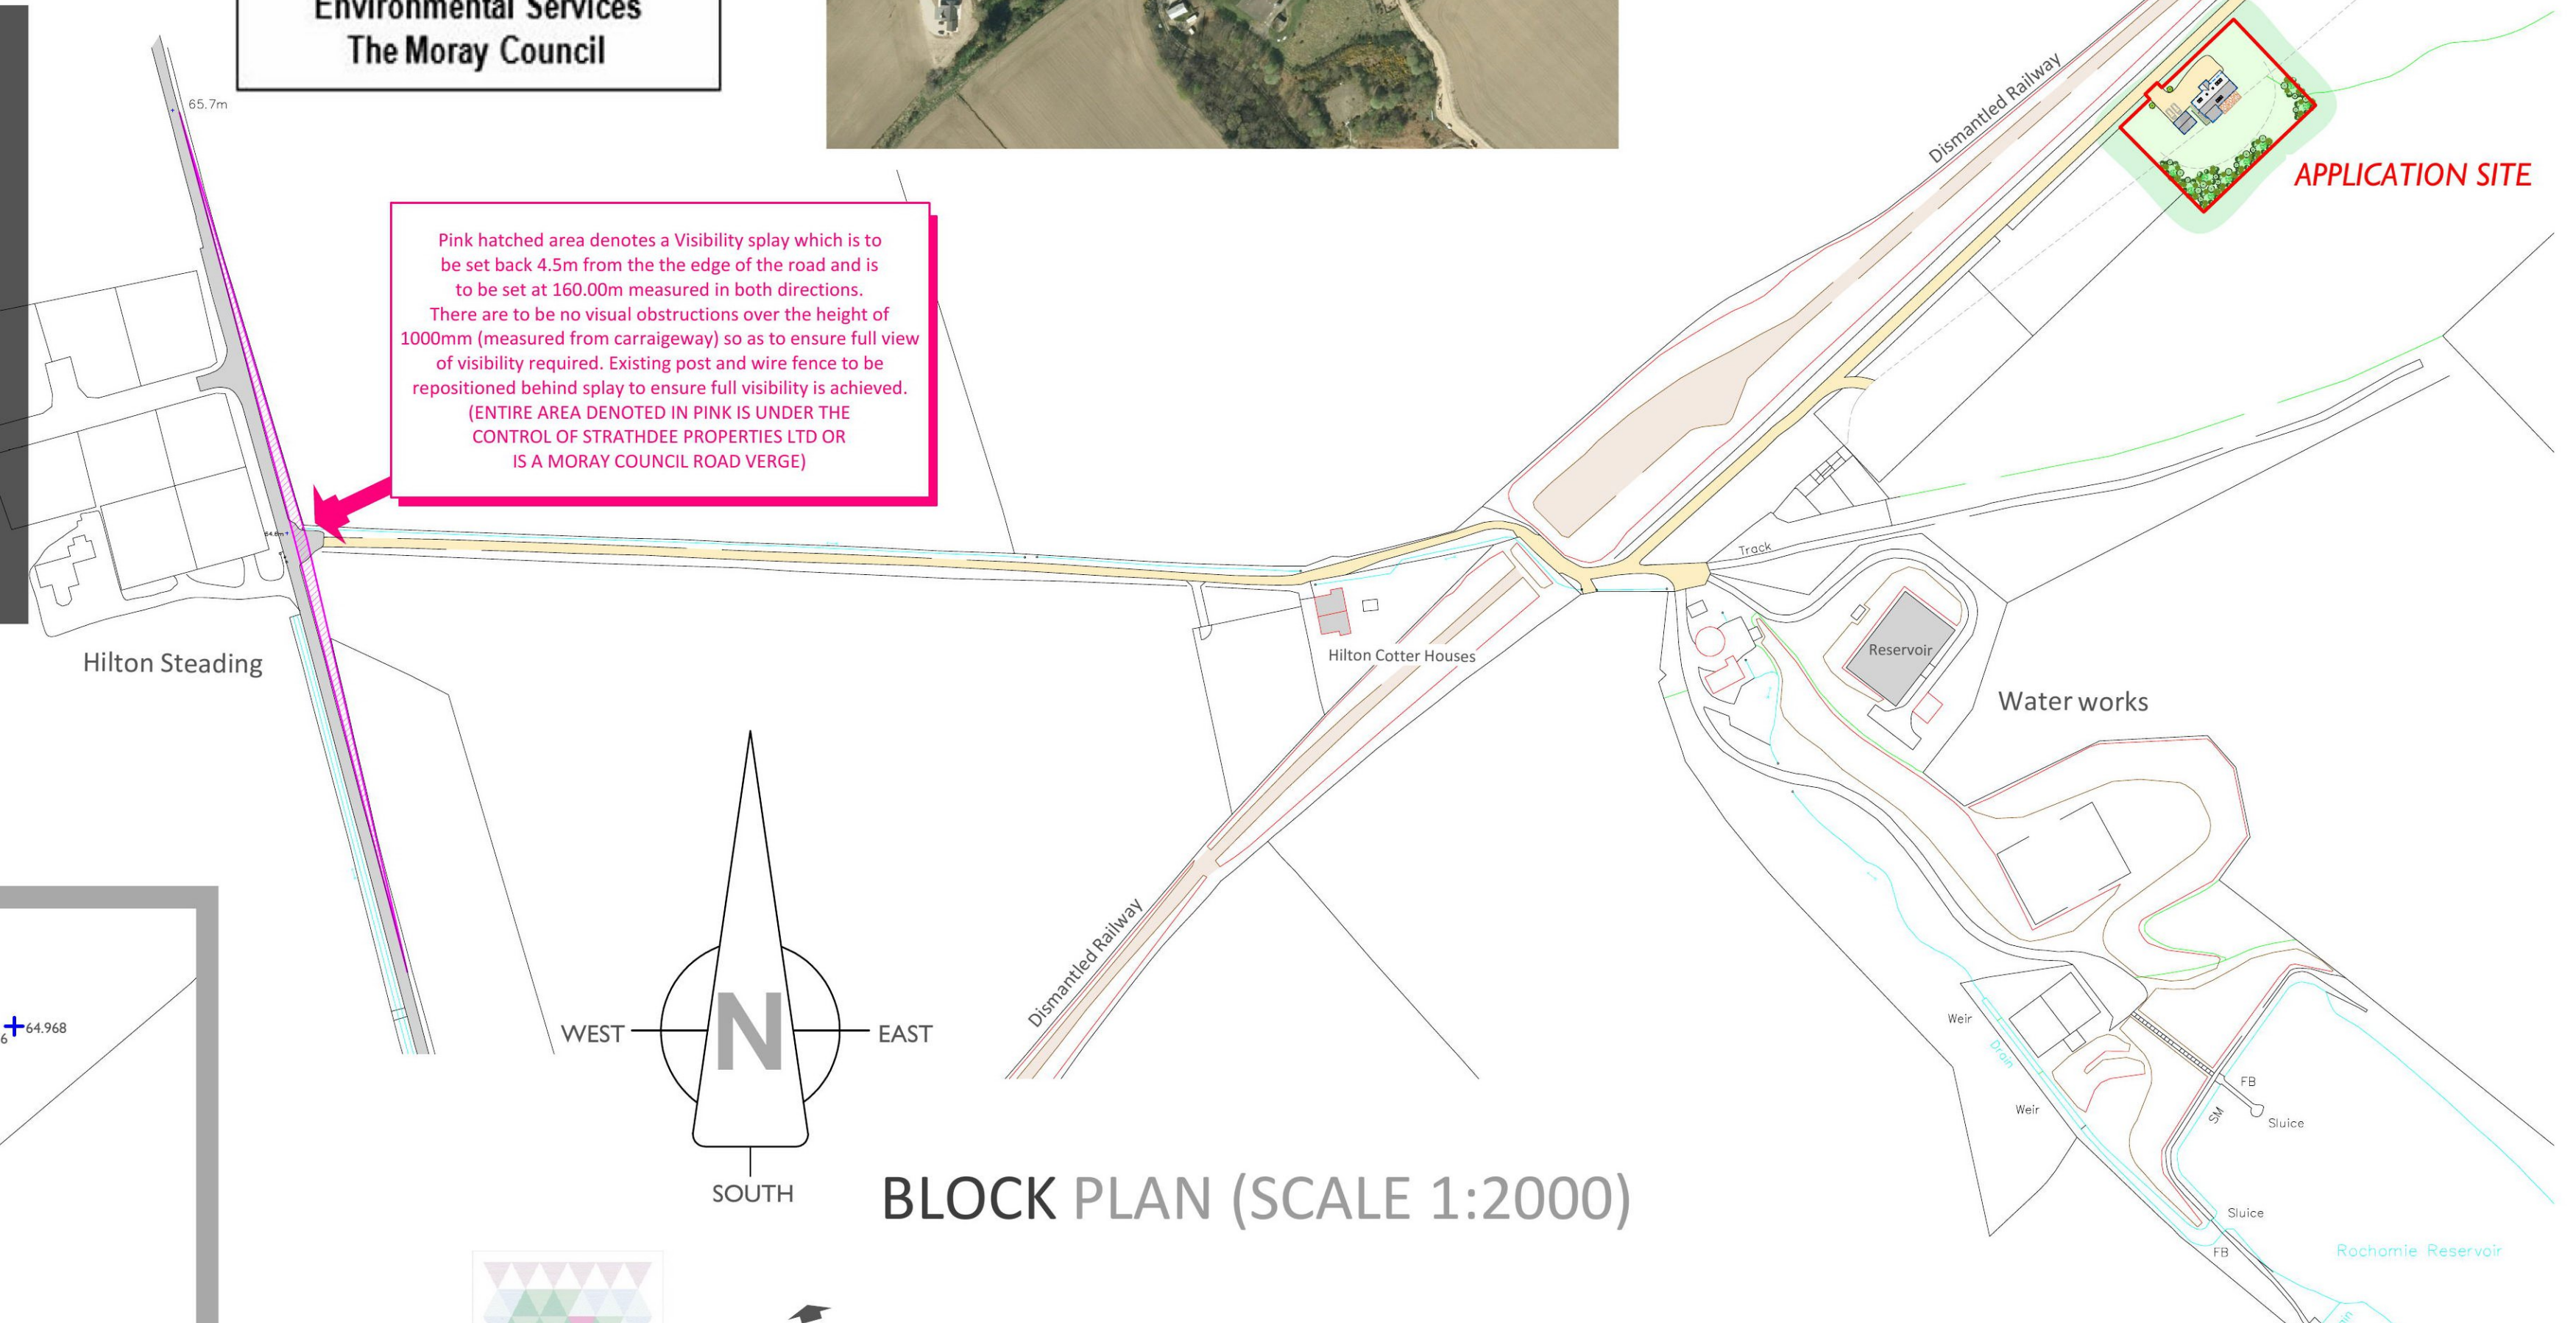 Environmental Services
The Moray Council
65.7m
Dismantled Railway
APPLICATION SITE
Pink hatched area denotes a Visibility splay which is to
be set back 4.5m from the the edge of the road and is
to be set at 160.00m measured in both directions.
There are to be no visual obstructions over the height of
1000mm (measured from carraigeway) so as to ensure full view
of visibility required. Existing post and wire fence to be
repositioned behind splay to ensure full visibility is achieved.
(ENTIRE AREA DENOTED IN PINK IS UNDER THE
CONTROL OF STRATHDEE PROPERTIES LTD OR
IS A MORAY COUNCIL ROAD VERGE)
Track
Hilton Steading
Hilton Cotter Houses
Reservoir
Water works
Dismantled Railway
64.968
6
WEST
N
EAST
SOUTH
Weir
Drain
Weir
FB
SM
Sluice
Sluice
FB
Rochomie Reservoir
BLOCK PLAN (SCALE 1:2000)